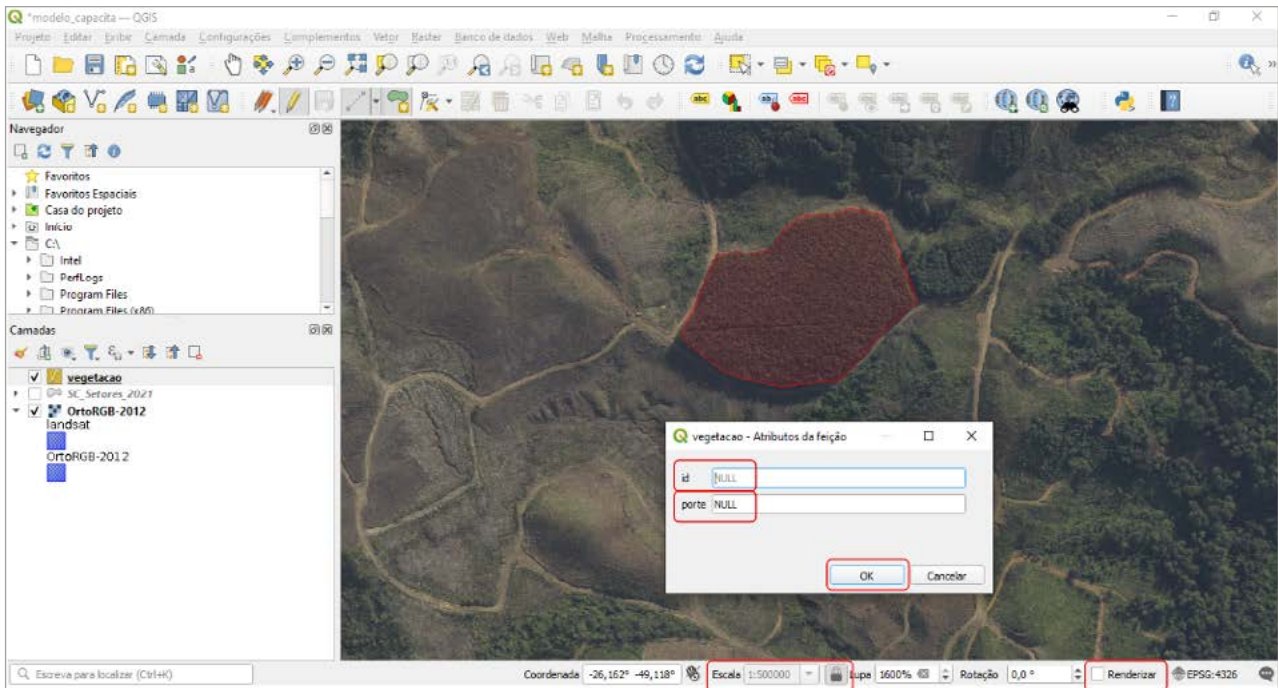 *modelo_capacita — QGIS
Projeto Editar Exibir Camada Configurações Complementos Vetor Raster Banco de dados Web Malha Processamento Ajuda
Navegador
Favoritos
Favoritos Espaciais
Casa do projeto
Início
C:\
Intel
PerfLogs
Program Files
Program Files (x86)
Camadas
vegetacao
SC_Setores_2021
OrtoRGB-2012
landsat
OrtoRGB-2012
vegetacao - Atributos da feição
id NULL
porte NULL
OK Cancelar
Escreva para localizar (Ctrl+K) Coordenada -26,162° -49,118° Escala 1:500000 Lupa 1600% Rotação 0,0 ° Renderizar EPSG:4326